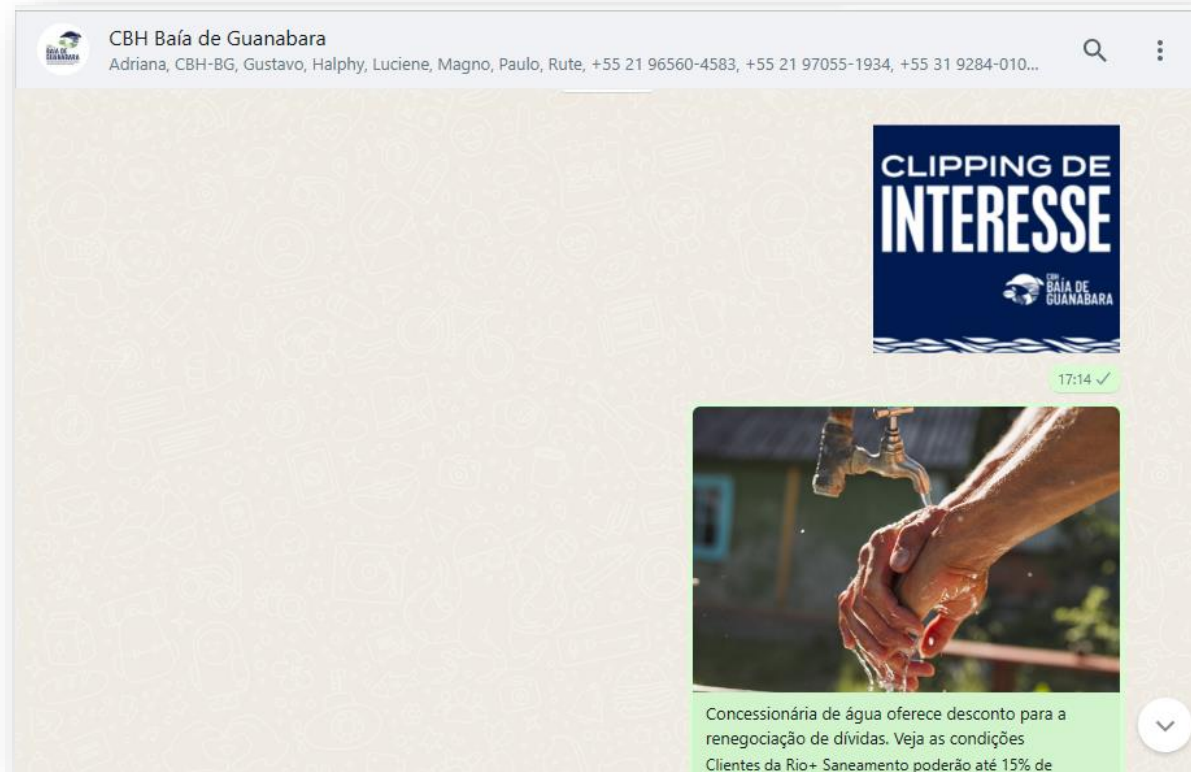 CBH Baía de Guanabara
Adriana, CBH-BG, Gustavo, Halphy, Luciene, Magno, Paulo, Rute, +55 21 96560-4583, +55 21 97055-1934, +55 31 9284-010...
CLIPPING DE
INTERESSE
CBH
BAÍA DE
GUANABARA
17:14
Concessionária de água oferece desconto para a
renegociação de dívidas. Veja as condições
Clientes da Rio+ Saneamento poderão até 15% de